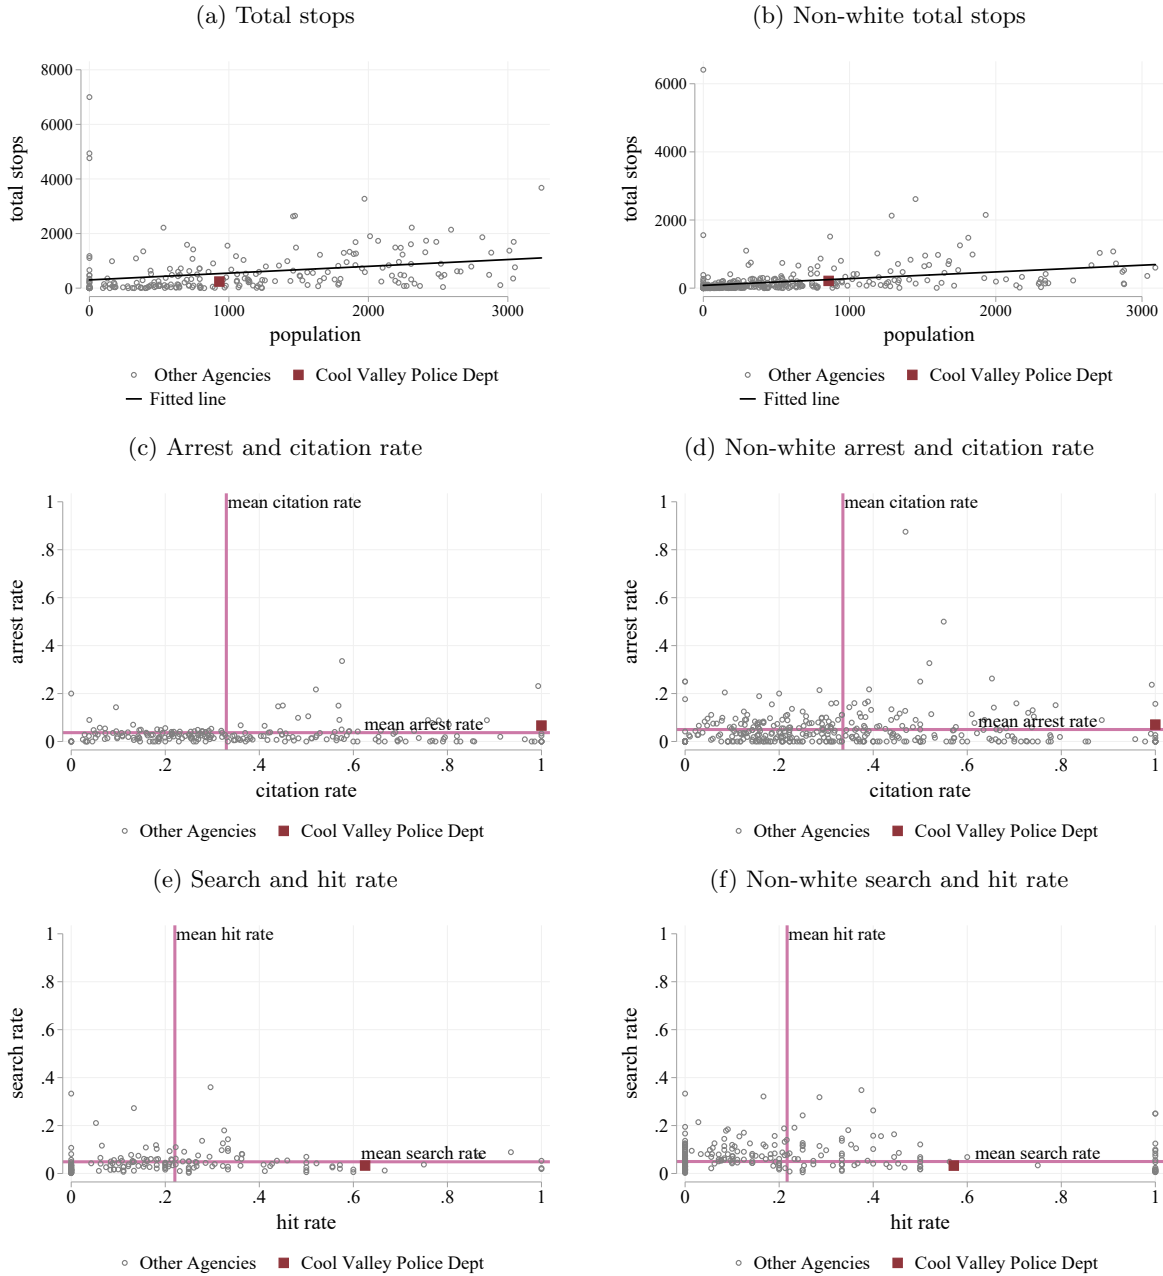 (a) Total stops
(b) Non-white total stops
8000
6000
4000
2000
0
total stops
0 1000 2000 3000
population
Other Agencies Cool Valley Police Dept
Fitted line
6000
4000
2000
0
total stops
0 1000 2000 3000
population
Other Agencies Cool Valley Police Dept
Fitted line
(c) Arrest and citation rate
(d) Non-white arrest and citation rate
1
.8
.6
.4
.2
0
arrest rate
mean citation rate
mean arrest rate
0 .2 .4 .6 .8 1
citation rate
Other Agencies Cool Valley Police Dept
1
.8
.6
.4
.2
0
arrest rate
mean citation rate
mean arrest rate
0 .2 .4 .6 .8 1
citation rate
Other Agencies Cool Valley Police Dept
(e) Search and hit rate
(f) Non-white search and hit rate
1
.8
.6
.4
.2
0
search rate
mean hit rate
mean search rate
0 .2 .4 .6 .8 1
hit rate
Other Agencies Cool Valley Police Dept
1
.8
.6
.4
.2
0
search rate
mean hit rate
mean search rate
0 .2 .4 .6 .8 1
hit rate
Other Agencies Cool Valley Police Dept